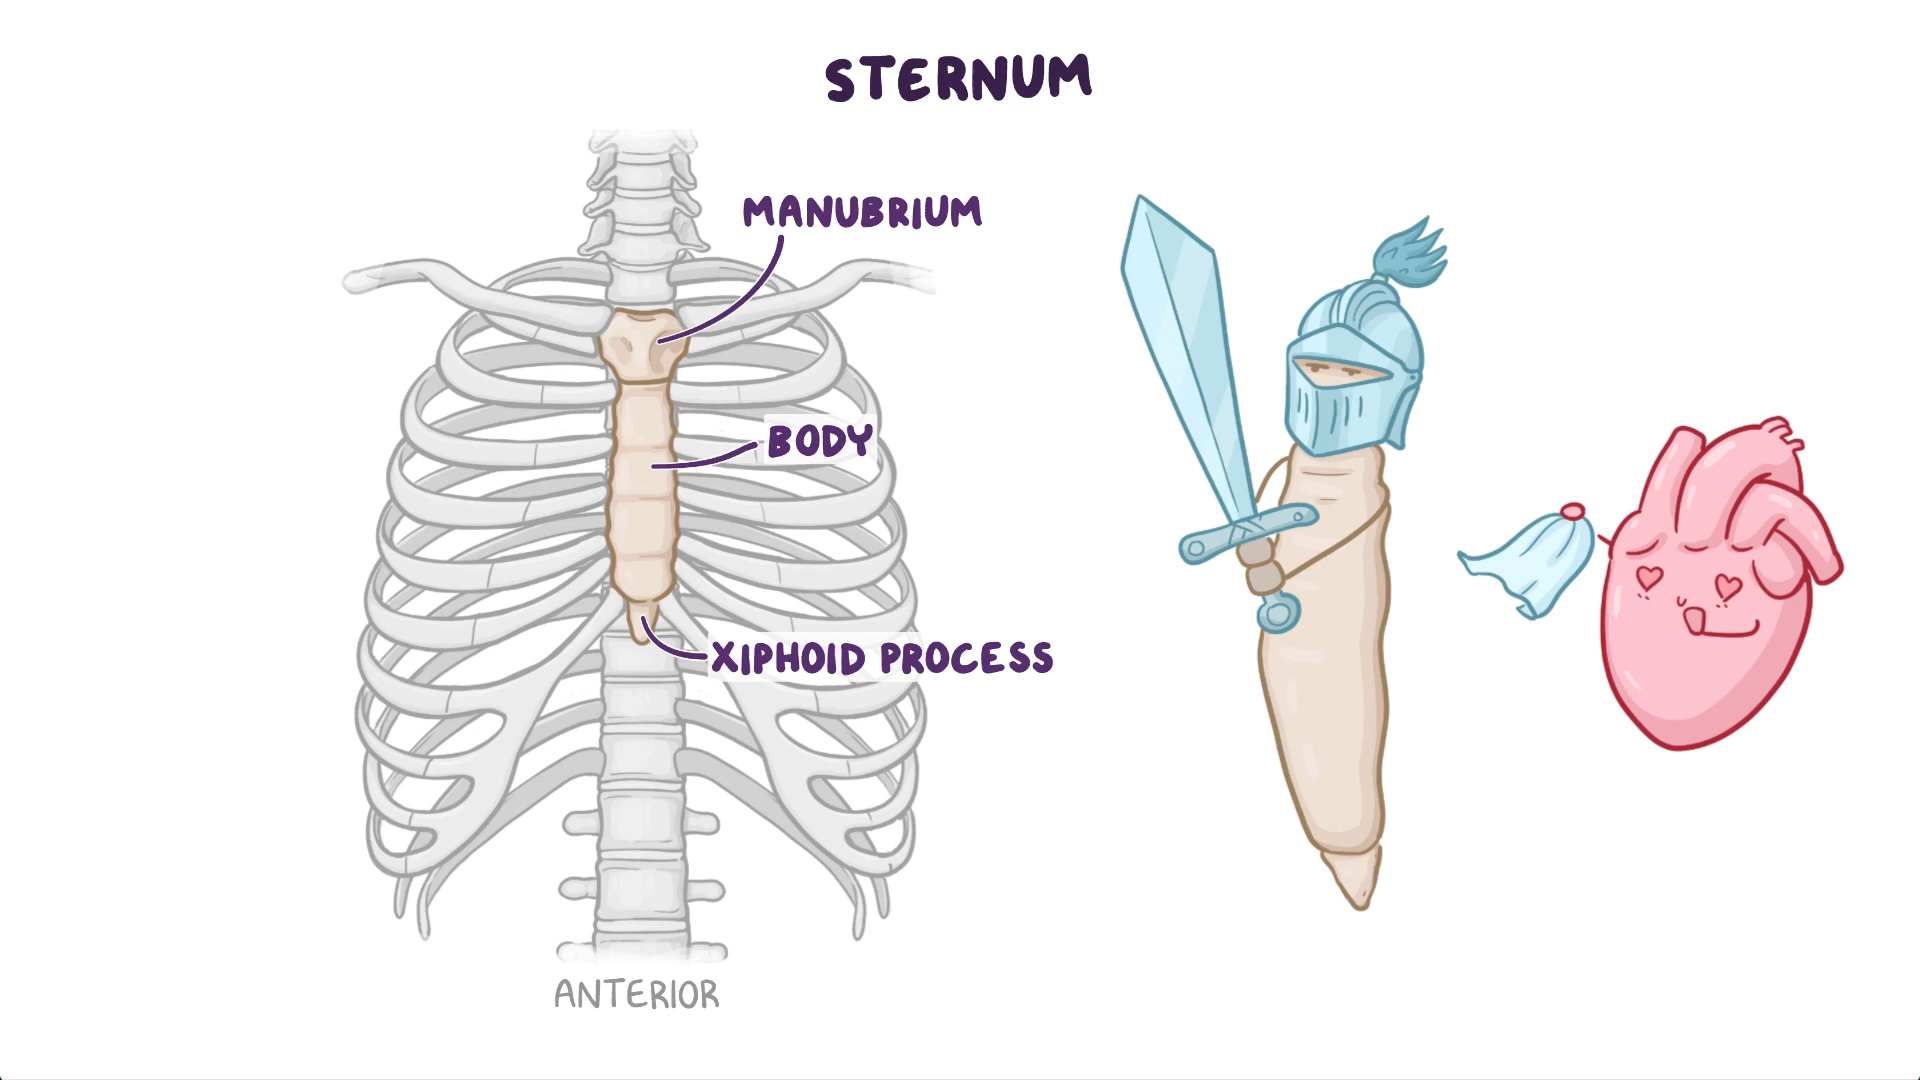 STERNUM
MANUBRIUM
BODY
XIPHOID PROCESS
ANTERIOR